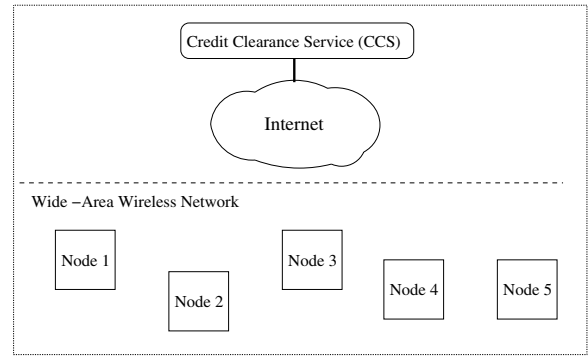 Credit Clearance Service (CCS)
Internet
Wide −Area Wireless Network
Node 1
Node 2
Node 3
Node 4
Node 5